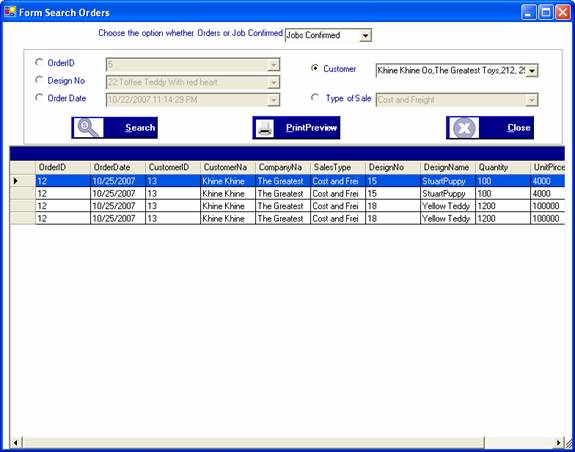 Form Search Orders
Choose the option whether Orders or Job Confirmed Jobs Confirmed
OrderID 5
Customer Khine Khine Oo,The Greatest Toys,212, 25
Design No 22:Toffee Teddy With red heart
Order Date 10/22/2007 11:14:29 PM
Type of Sale Cost and Freight
Search PrintPreview Close
OrderID OrderDate CustomerID CustomerNa CompanyNa SalesType DesignNo DesignName Quantity UnitPirce
12 10/25/2007 13 Khine Khine The Greatest Cost and Frei 15 StuartPuppy 100 4000
12 10/25/2007 13 Khine Khine The Greatest Cost and Frei 15 StuartPuppy 100 4000
12 10/25/2007 13 Khine Khine The Greatest Cost and Frei 18 Yellow Teddy 1200 100000
12 10/25/2007 13 Khine Khine The Greatest Cost and Frei 18 Yellow Teddy 1200 100000